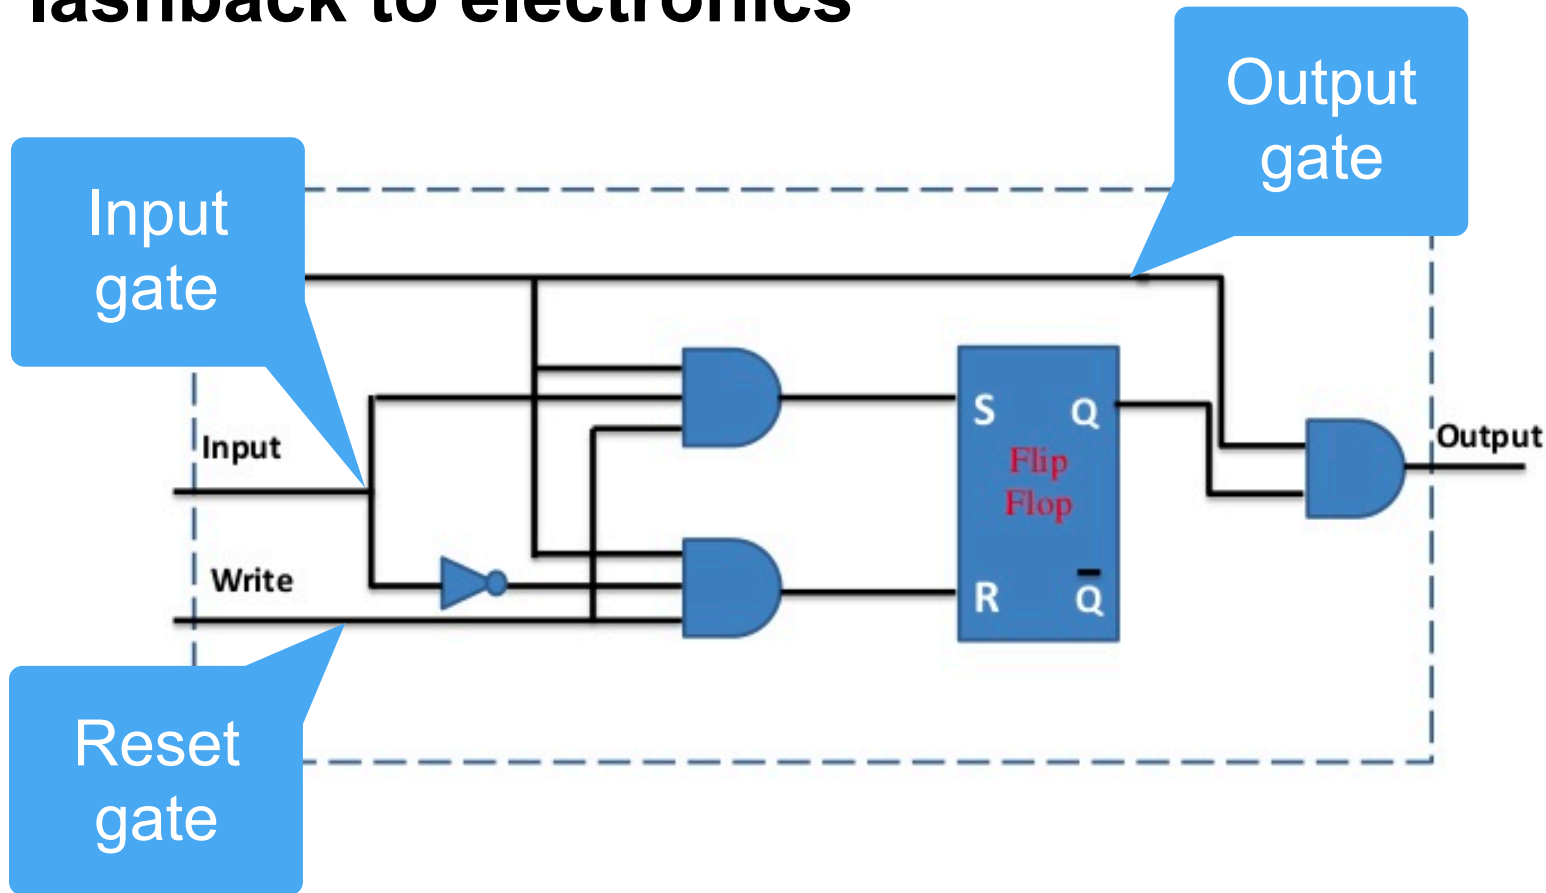 lashback to electronics
Output
gate
Input
gate
Input
Write
S
Q
Flip
Flop
R
Q
Output
Reset
gate